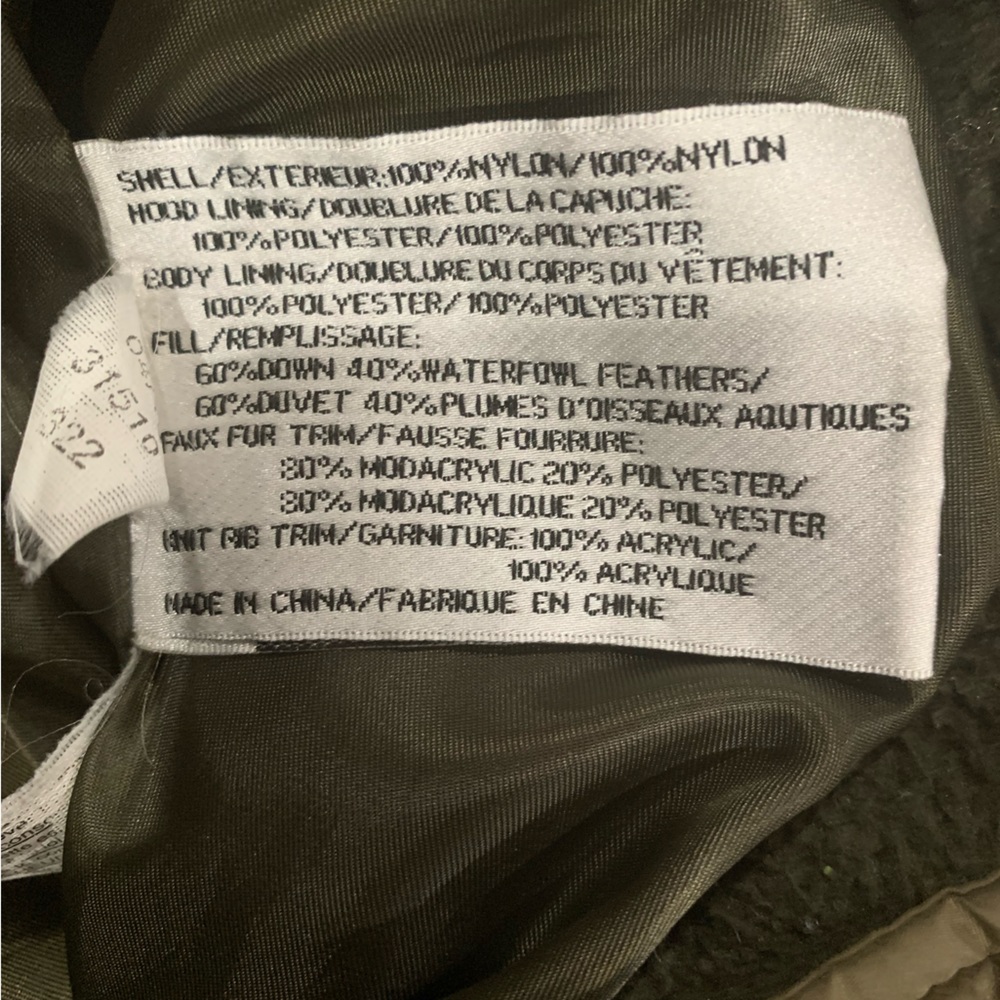 SHELL/EXTERIEUR:100%NYLON/100%NYLON
HOOD LINING/DOUBLURE DE LA CAPUCHE:
100%POLYESTER/100%POLYESTER
BODY LINING/DOUBLURE DU CORPS DU VÊTEMENT:
100%POLYESTER/100%POLYESTER
FILL/REMPLISSAGE:
60%DOWN 40%WATERFOWL FEATHERS/
60%DUVET 40%PLUMES D'OISSEAUX AQUTIQUES
FAUX FUR TRIM/FAUSSE FOURRURE:
80% MODACRYLIC 20% POLYESTER/
80% MODACRYLIQUE 20% POLYESTER
KNIT RIB TRIM/GARNITURE:100% ACRYLIC/
100% ACRYLIQUE
MADE IN CHINA/FABRIQUE EN CHINE
31510
322